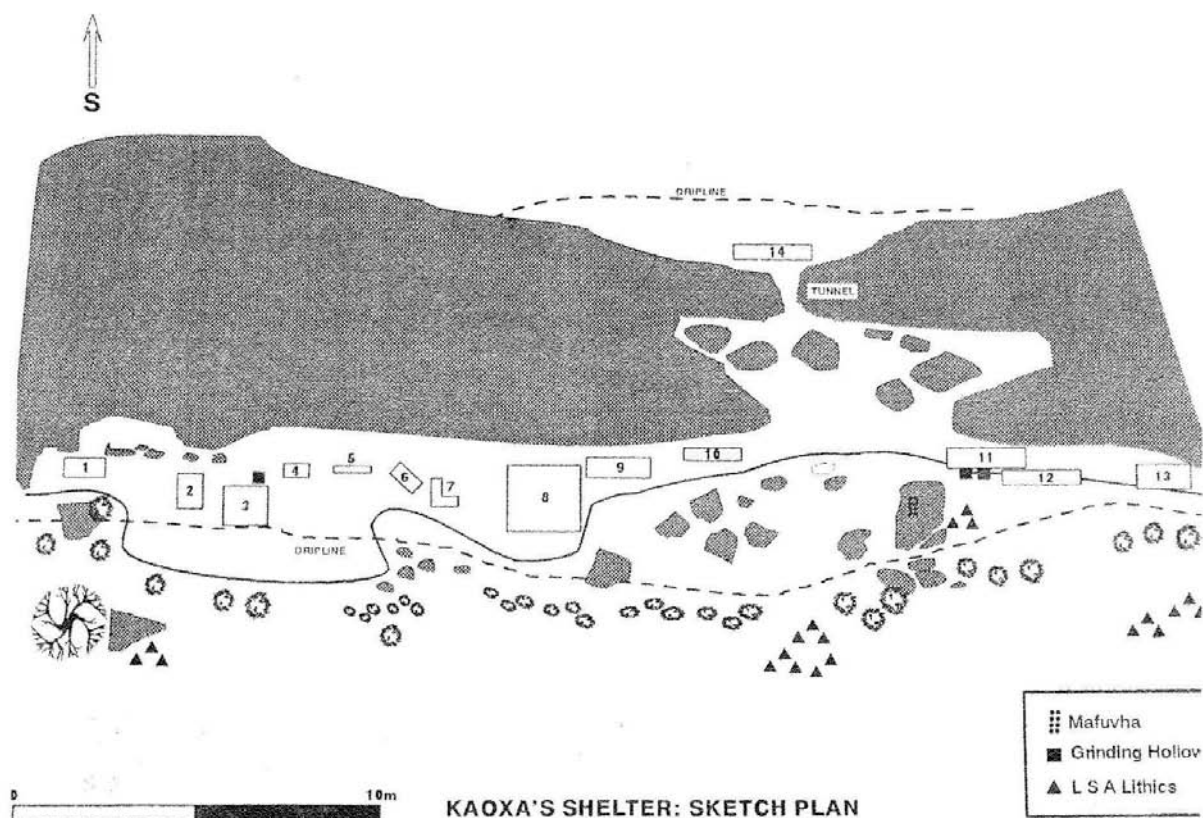 S
DRIPLINE
14
TUNNEL
1
2
3
4
5
6
7
8
9
10
11
12
13
DRIPLINE
Mafuvha
Grinding Hollow
L S A Lithics
0
10m
KAOXA'S SHELTER: SKETCH PLAN